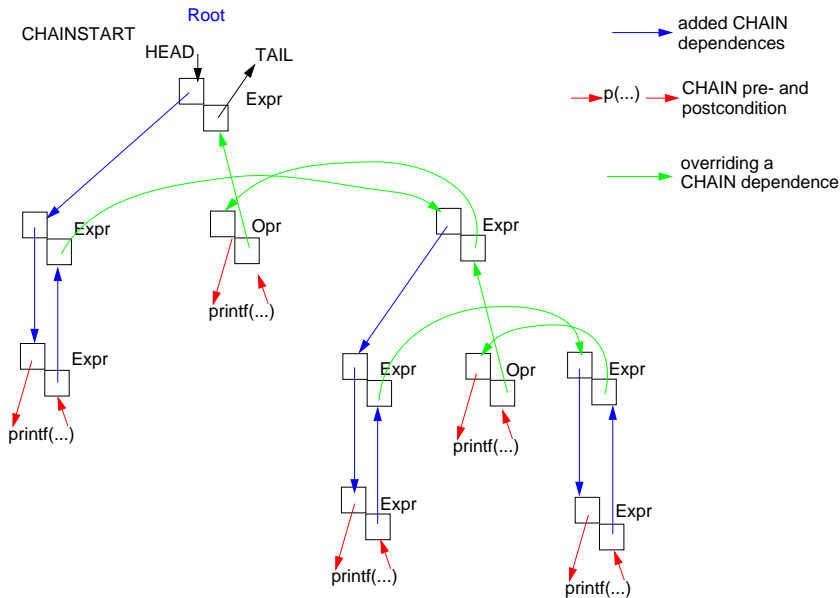 Root
CHAINSTART
HEAD
TAIL
Expr
added CHAIN
dependences
p(...)
CHAIN pre- and
postcondition
overriding a
CHAIN dependence
Expr
Opr
Expr
printf(...)
Expr
Expr
Opr
Expr
printf(...)
printf(...)
Expr
Expr
printf(...)
printf(...)